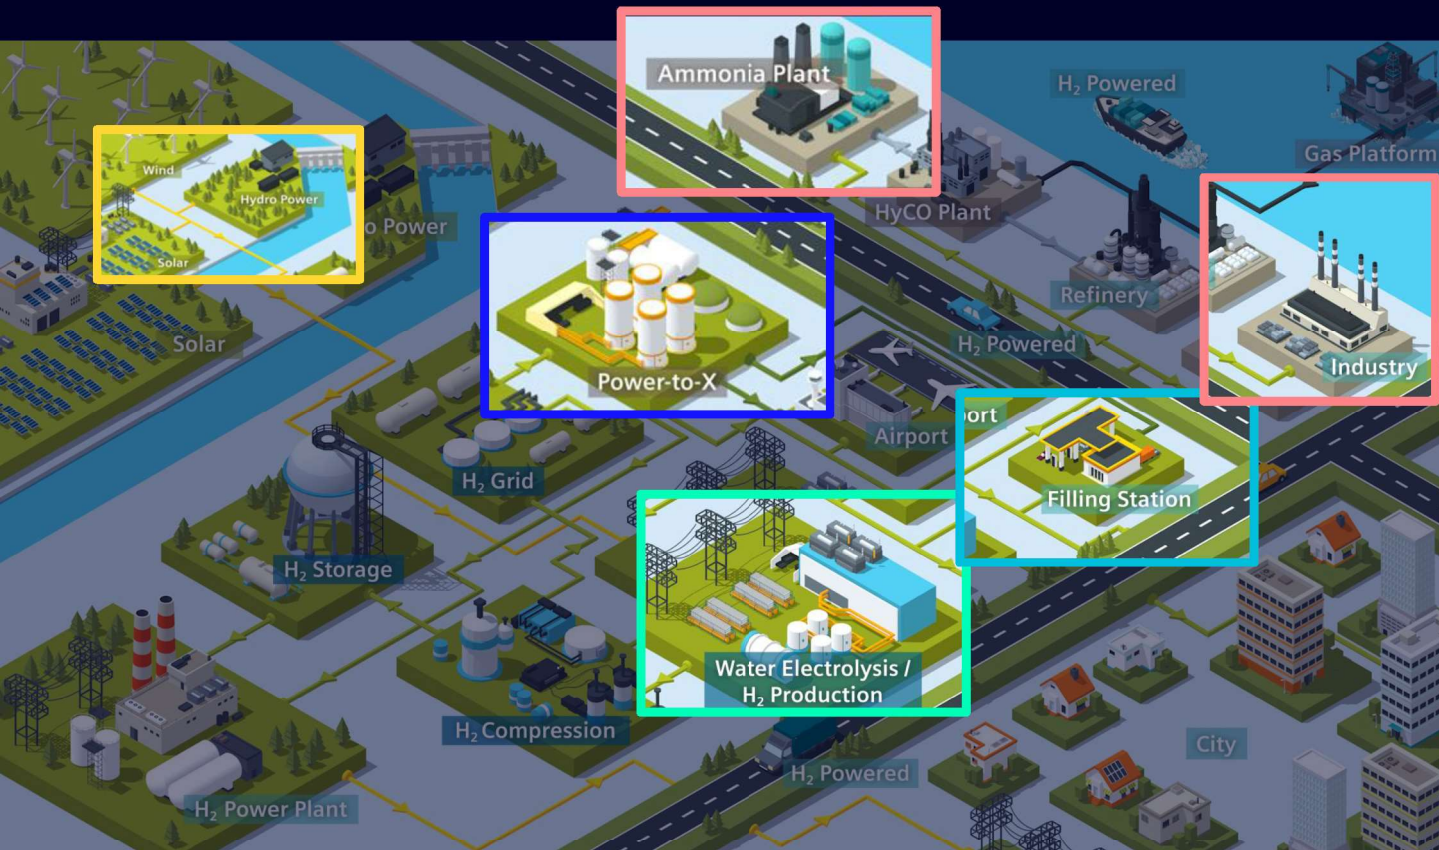 Ammonia Plant
H₂ Powered
Gas Platform
Wind
Hydro Power
Solar
o Power
HyCO Plant
Refinery
Solar
H₂ Powered
Industry
Power-to-X
Airport
ort
Filling Station
H₂ Grid
H₂ Storage
Water Electrolysis /
H₂ Production
H₂ Compression
City
H₂ Powered
H₂ Power Plant